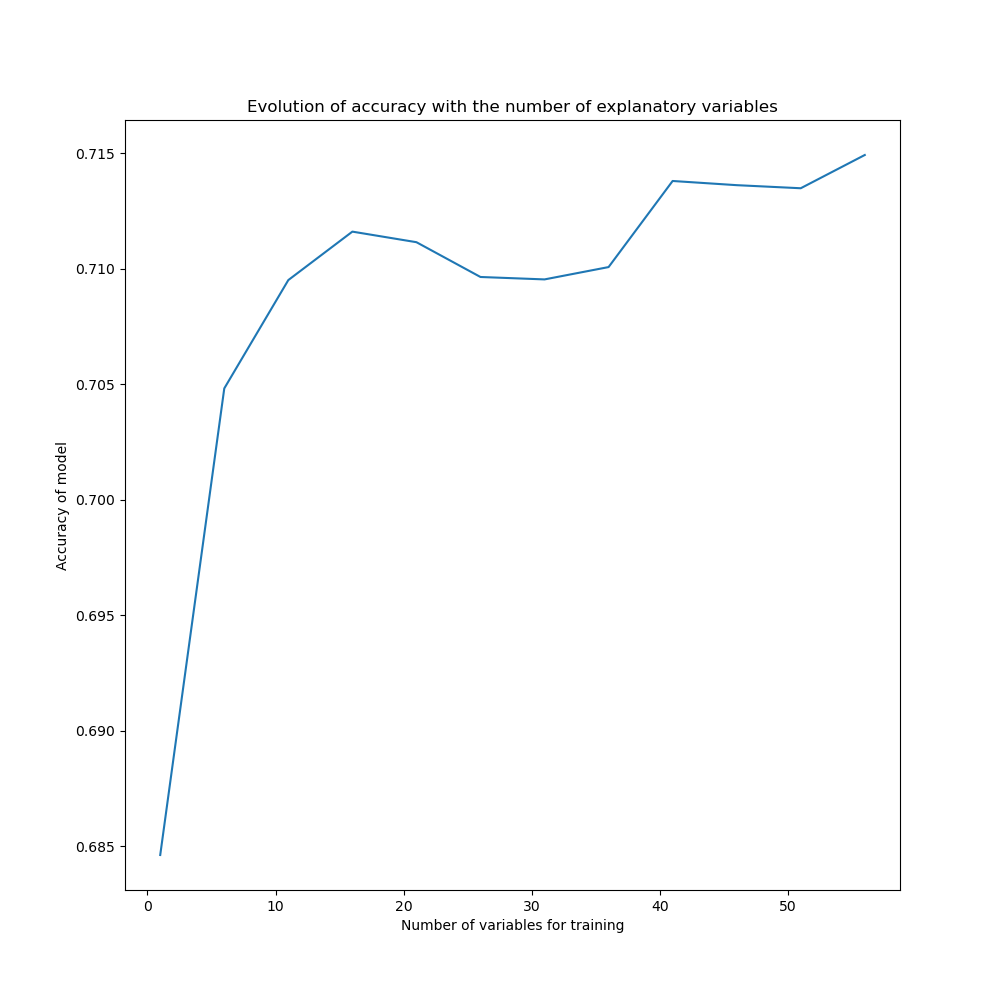 Evolution of accuracy with the number of explanatory variables
0.715
0.710
0.705
0.700
0.695
0.690
0.685
Accuracy of model
0 10 20 30 40 50
Number of variables for training